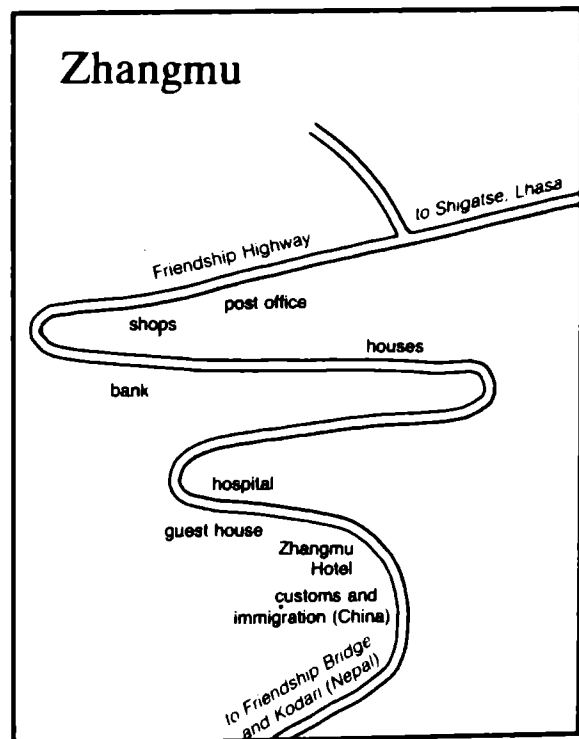 Zhangmu
to Shigatse, Lhasa
Friendship Highway
post office
shops
houses
bank
hospital
guest house
Zhangmu
Hotel
customs and
immigration (China)
to Friendship Bridge
and Kodari (Nepal)